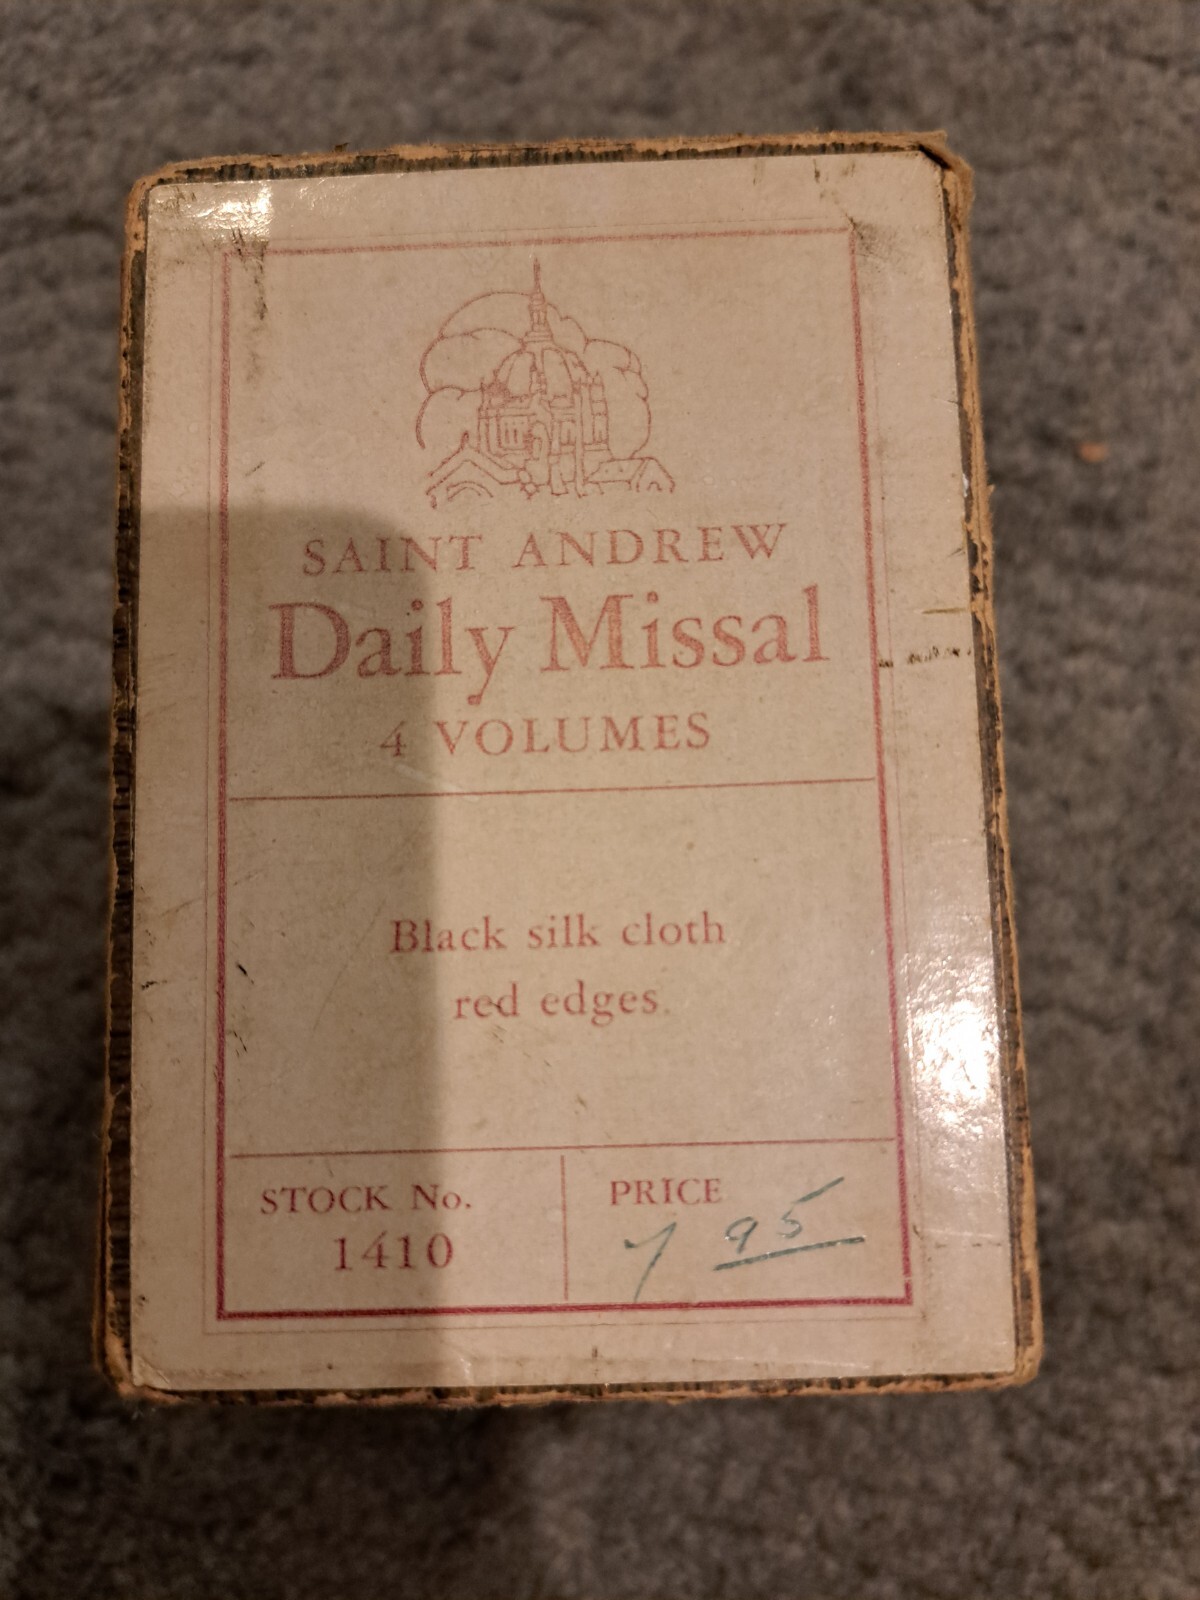 SAINT ANDREW
Daily Missal
4 VOLUMES
Black silk cloth
red edges.
STOCK No.
1410
PRICE
7 95